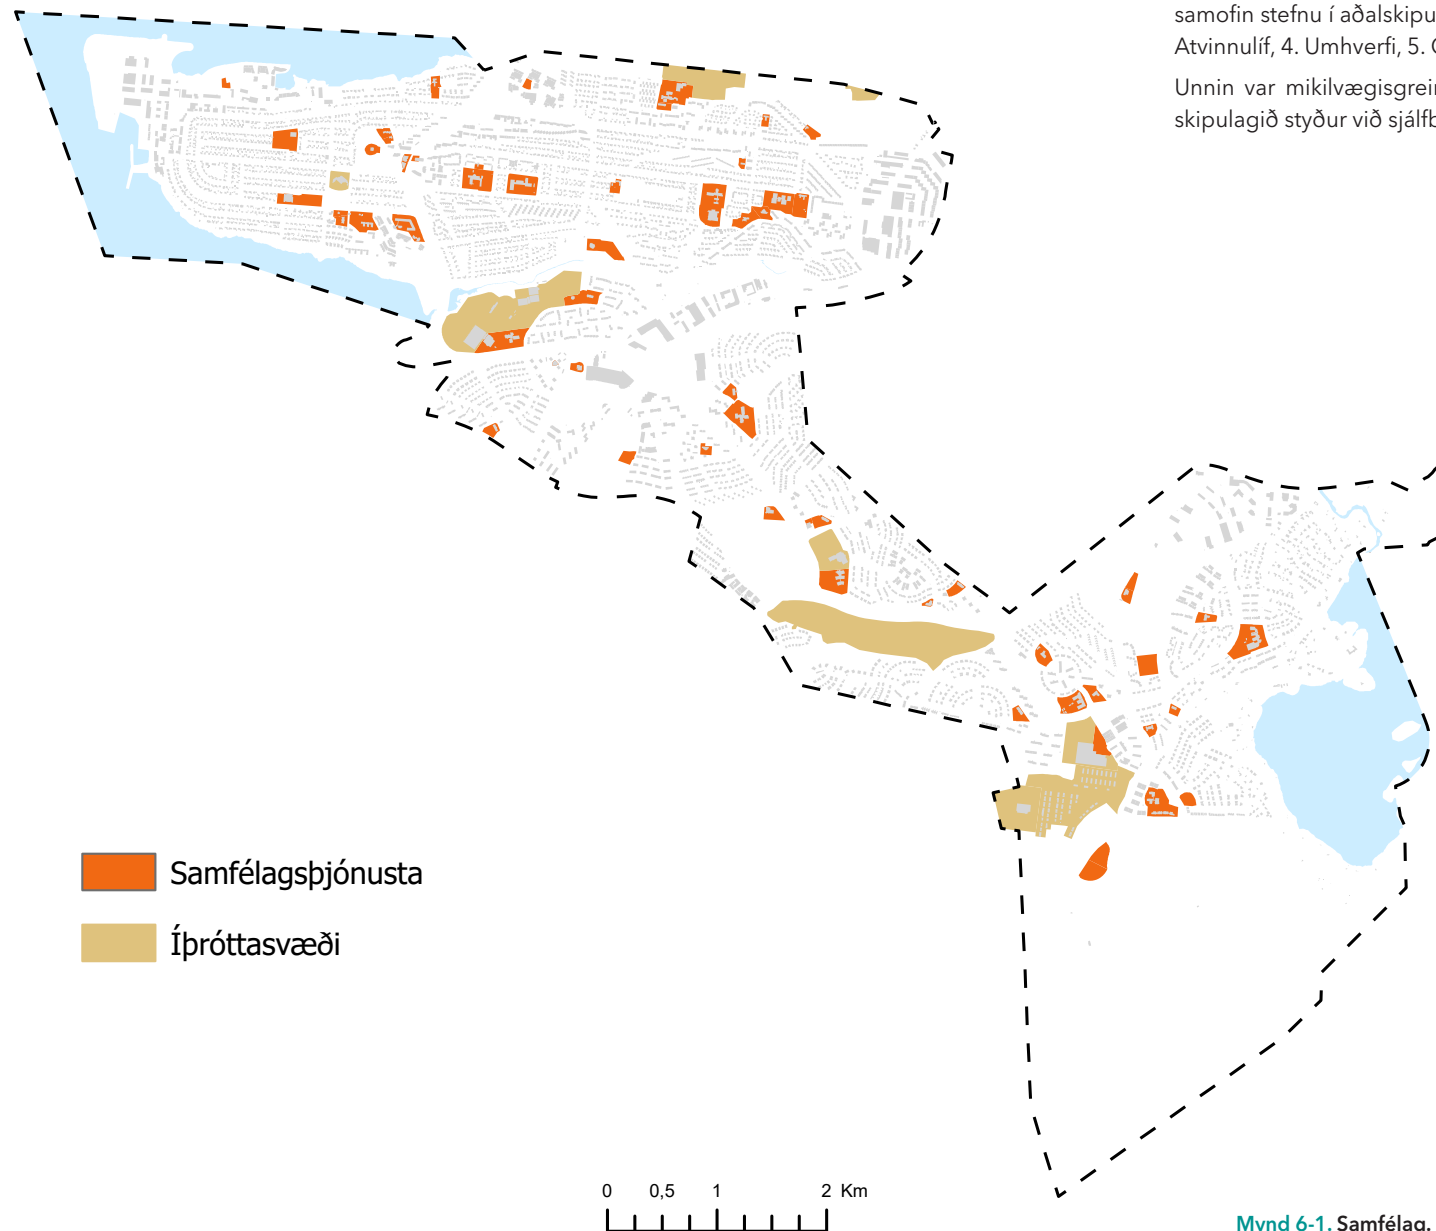 samofin stefnu í aðalskipu
Atvinnulíf, 4. Umhverfi, 5.
Unnin var mikilvægisgrei
skipulagið styður við sjálfb
Samfélagsþjónusta
Íþróttasvæði
0 0,5 1 2 Km
Mynd 6-1. Samfélag.